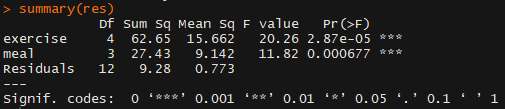 > summary(res)
Df Sum Sq Mean Sq F value Pr(>F)
exercise 4 62.65 15.662 20.26 2.87e-05 ***
meal 3 27.43 9.142 11.82 0.000677 ***
Residuals 12 9.28 0.773
---
Signif. codes: 0 ‘***’ 0.001 ‘**’ 0.01 ‘*’ 0.05 ‘.’ 0.1 ‘ ’ 1